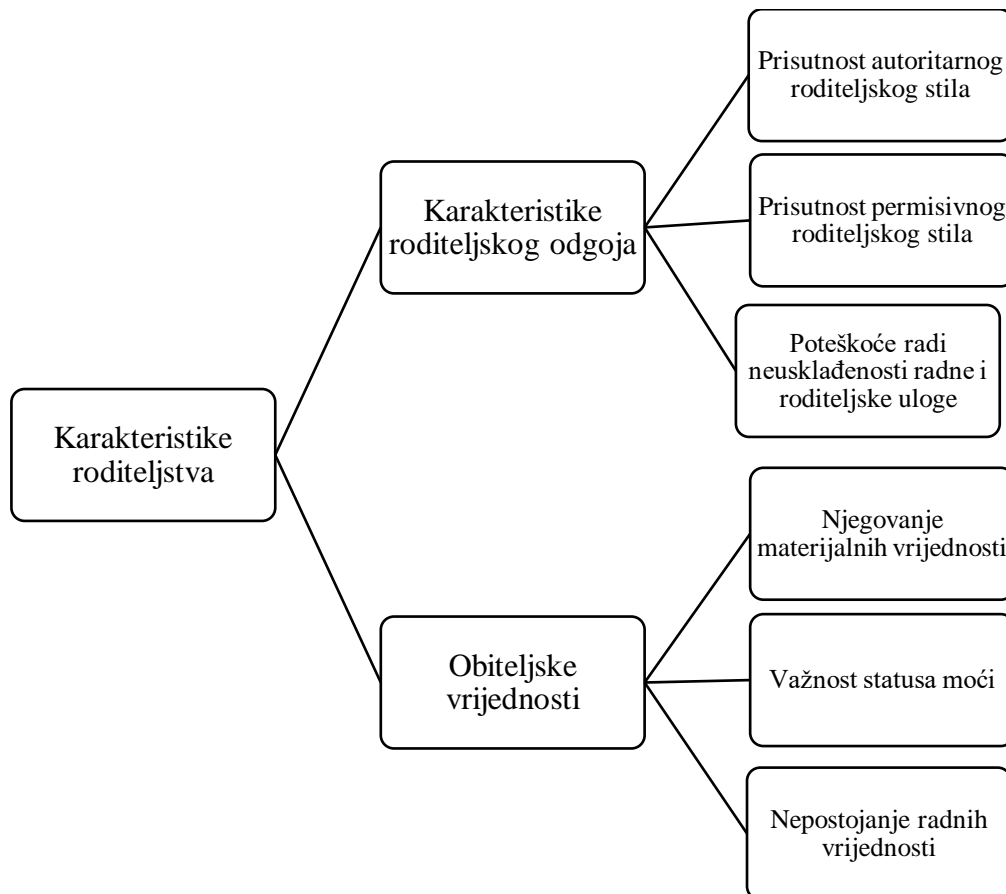 Karakteristike
roditeljstva
Karakteristike
roditeljskog odgoja
Prisutnost autoritarnog
roditeljskog stila
Prisutnost permisivnog
roditeljskog stila
Poteškoće radi
neusklađenosti radne i
roditeljske uloge
Obiteljske
vrijednosti
Njegovanje
materijalnih vrijednosti
Važnost statusa moći
Nepostojanje radnih
vrijednosti